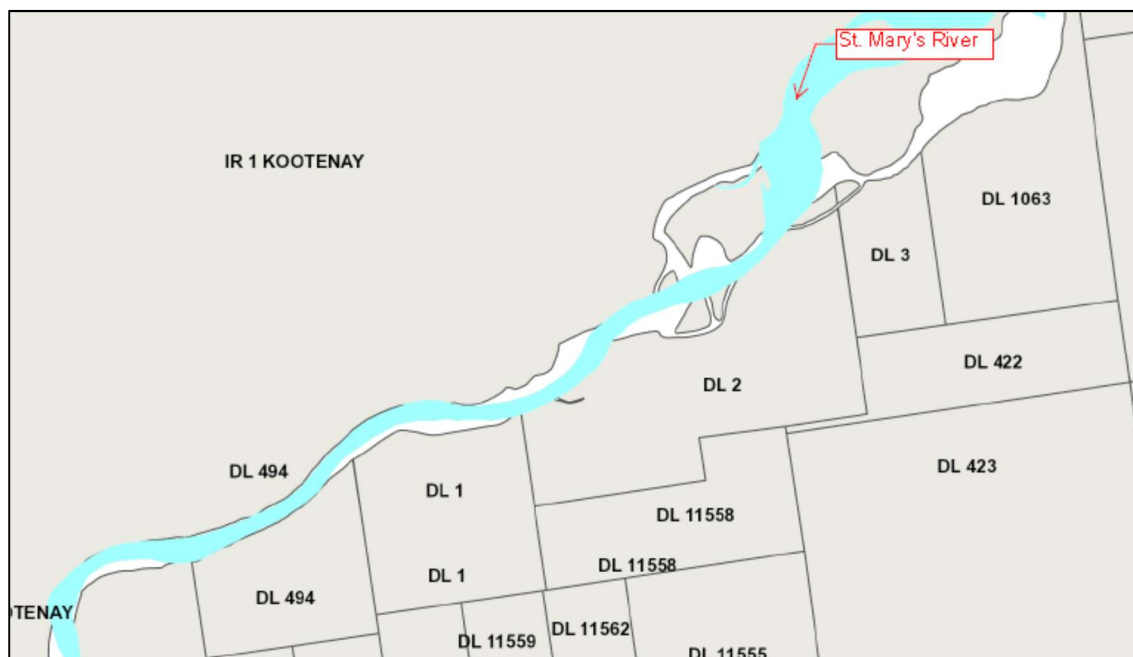 St. Mary's River
IR 1 KOOTENAY
DL 1063
DL 3
DL 422
DL 2
DL 494
DL 423
DL 1
DL 11558
DL 11558
DL 1
DL 494
OTENAY
DL 11562
DL 11559
DL 11555